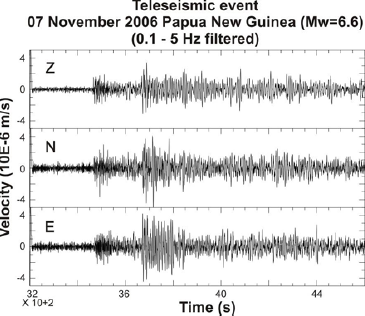 Teleseismic event
07 November 2006 Papua New Guinea (Mw=6.6)
(0.1 - 5 Hz filtered)
Velocity (10E-6 m/s)
4
Z
0
- 4
4
N
0
-4
4
E
0
-4
32 36 38 40 44
X 10+2
Time (s)